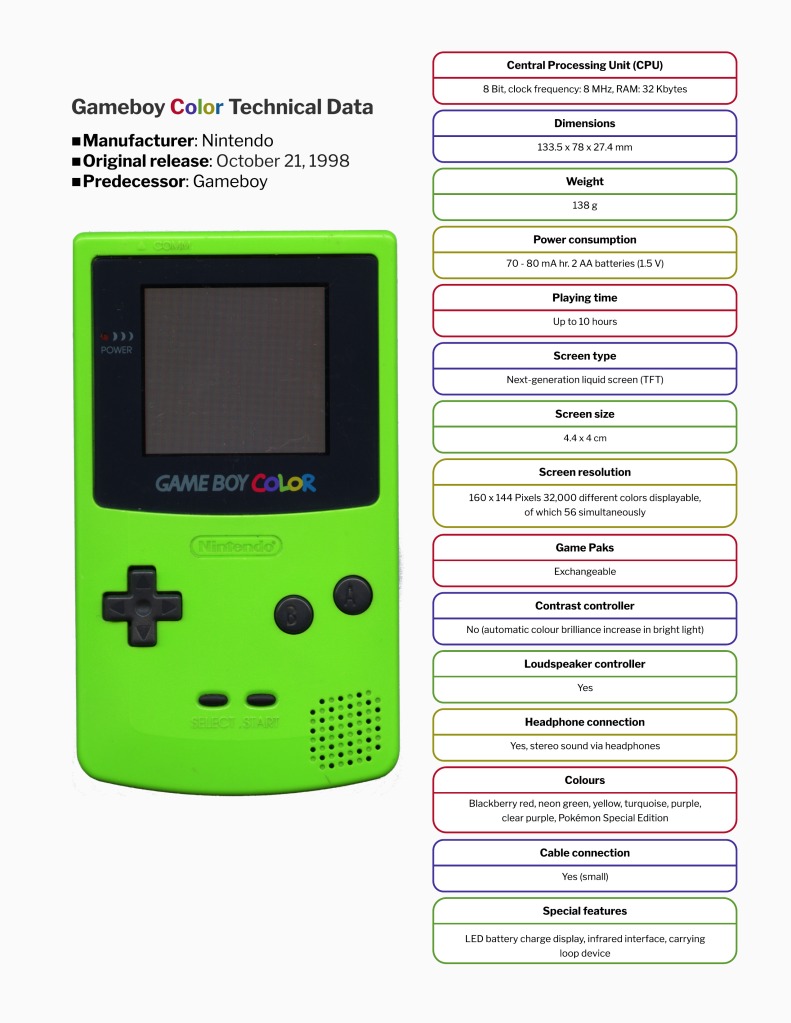 Gameboy Color Technical Data
■Manufacturer: Nintendo
■Original release: October 21, 1998
■Predecessor: Gameboy
COMM
POWER
GAME BOY COLOR
Nintendo
B
A
SELECT START
Central Processing Unit (CPU)
8 Bit, clock frequency: 8 MHz, RAM: 32 Kbytes
Dimensions
133.5 x 78 x 27.4 mm
Weight
138 g
Power consumption
70 - 80 mA hr. 2 AA batteries (1.5 V)
Playing time
Up to 10 hours
Screen type
Next-generation liquid screen (TFT)
Screen size
4.4 x 4 cm
Screen resolution
160 x 144 Pixels 32,000 different colors displayable,
of which 56 simultaneously
Game Paks
Exchangeable
Contrast controller
No (automatic colour brilliance increase in bright light)
Loudspeaker controller
Yes
Headphone connection
Yes, stereo sound via headphones
Colours
Blackberry red, neon green, yellow, turquoise, purple,
clear purple, Pokémon Special Edition
Cable connection
Yes (small)
Special features
LED battery charge display, infrared interface, carrying
loop device